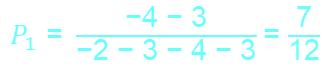 P₁ = (−4 − 3)/(−2 − 3 − 4 − 3) = 7/12